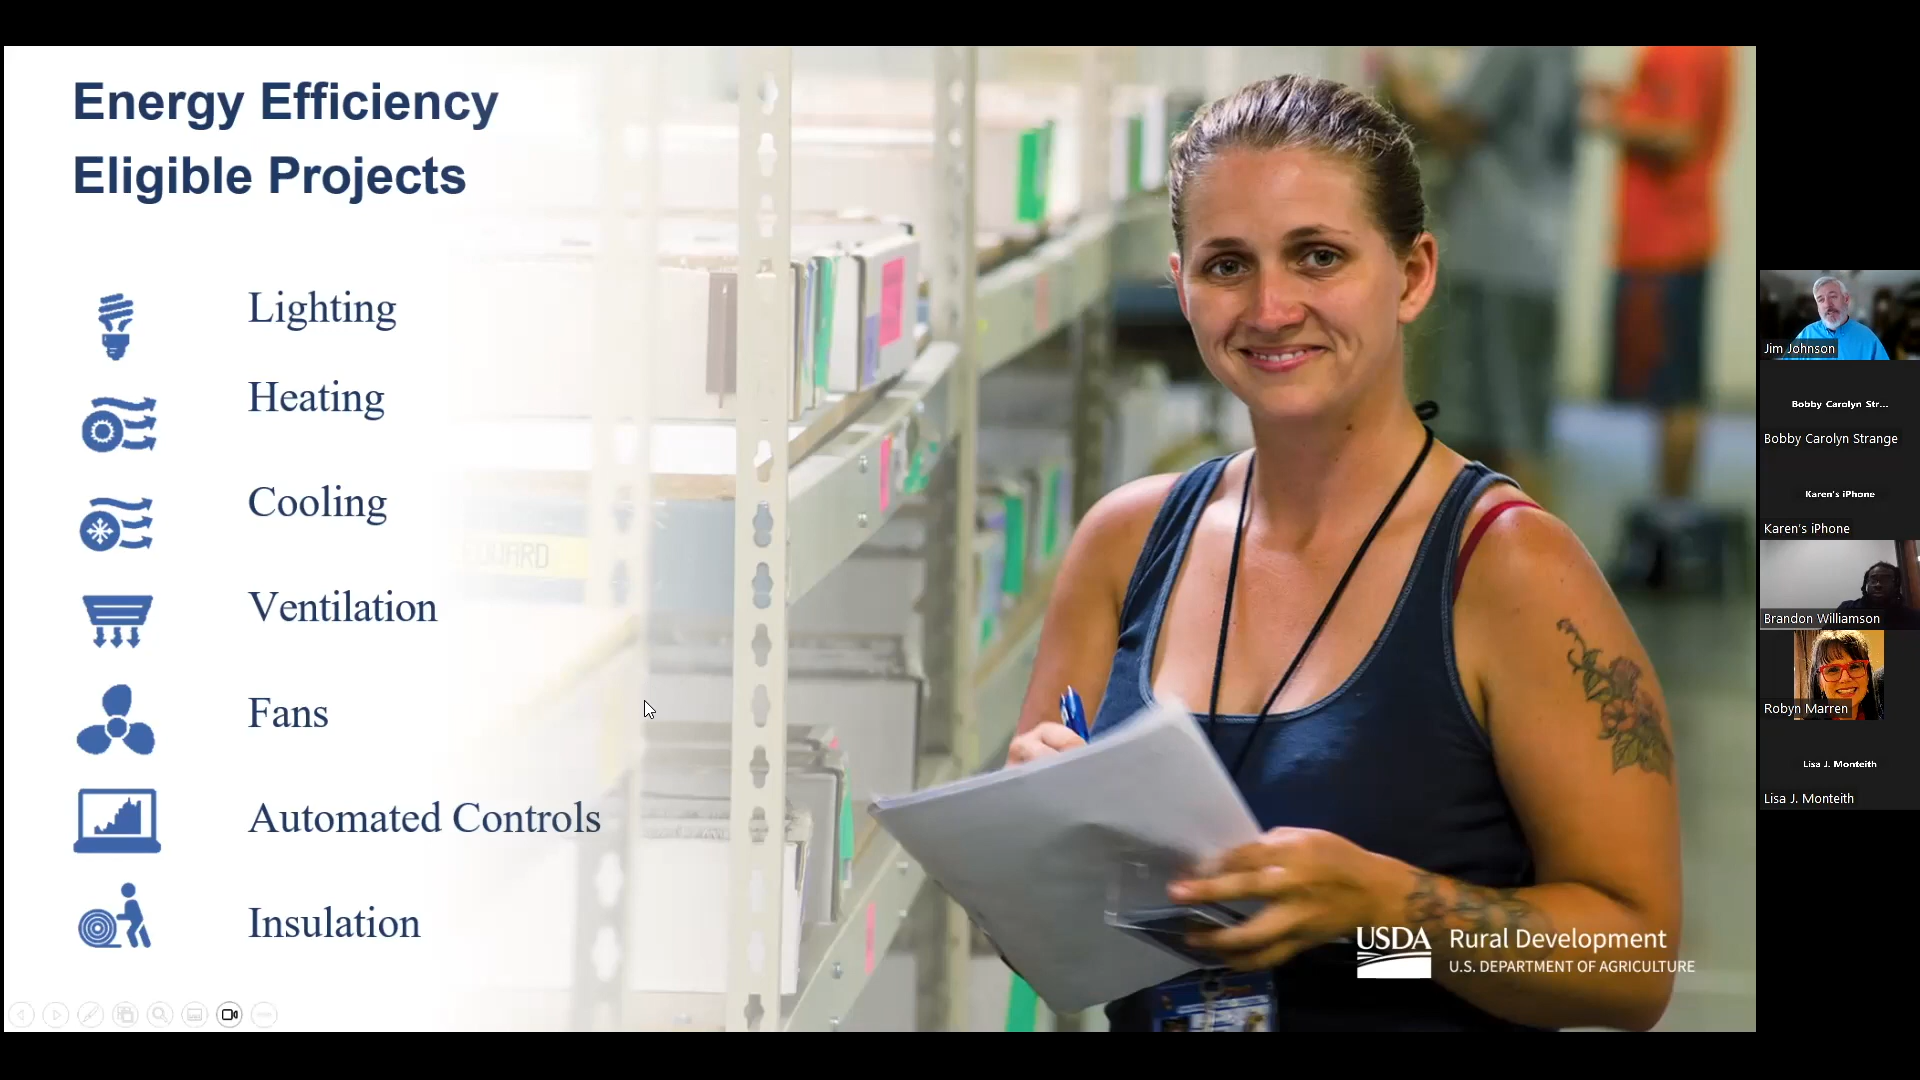 Energy Efficiency
Eligible Projects
Lighting
Heating
Cooling
Ventilation
Fans
Automated Controls
Insulation
USDA Rural Development
U.S. DEPARTMENT OF AGRICULTURE
Jim Johnson
Bobby Carolyn Str...
Bobby Carolyn Strange
Karen's iPhone
Karen's iPhone
Brandon Williamson
Robyn Marren
Lisa J. Monteith
Lisa J. Monteith